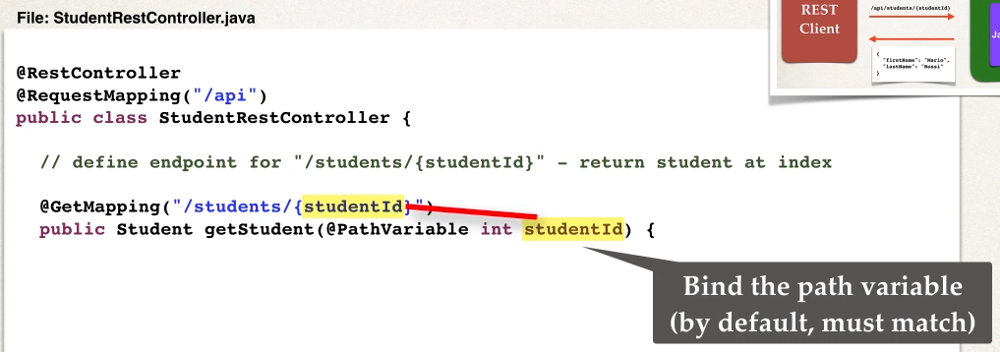 File: StudentRestController.java
REST
Client
/api/students/{studentId}
{
"firstName": "Mario",
"lastName": "Rossi"
}
Ja
@RestController
@RequestMapping("/api")
public class StudentRestController {
// define endpoint for "/students/{studentId}" - return student at index
@GetMapping("/students/{studentId}")
public Student getStudent(@PathVariable int studentId) {
Bind the path variable
(by default, must match)